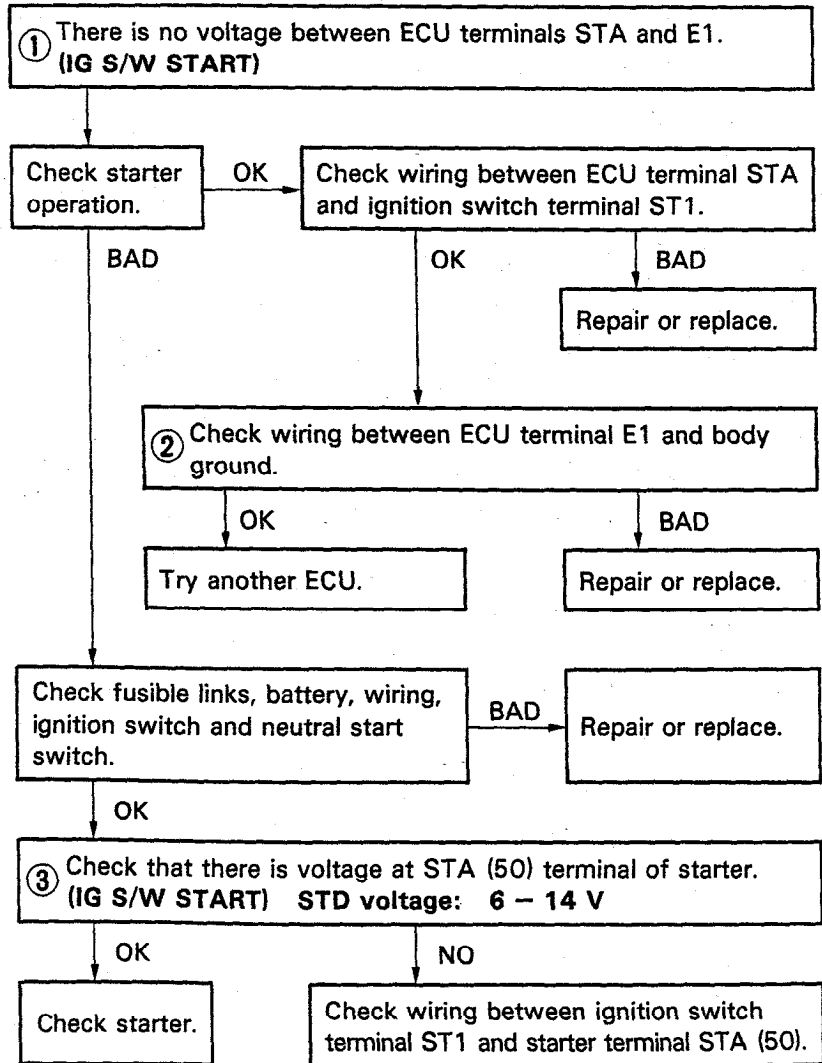 ① There is no voltage between ECU terminals STA and E1.
(IG S/W START)
Check starter
operation.
OK
Check wiring between ECU terminal STA
and ignition switch terminal ST1.
BAD
OK
BAD
Repair or replace.
② Check wiring between ECU terminal E1 and body
ground.
OK
BAD
Try another ECU.
Repair or replace.
Check fusible links, battery, wiring,
ignition switch and neutral start
switch.
BAD
Repair or replace.
OK
③ Check that there is voltage at STA (50) terminal of starter.
(IG S/W START) STD voltage: 6 – 14 V
OK
NO
Check starter.
Check wiring between ignition switch
terminal ST1 and starter terminal STA (50).